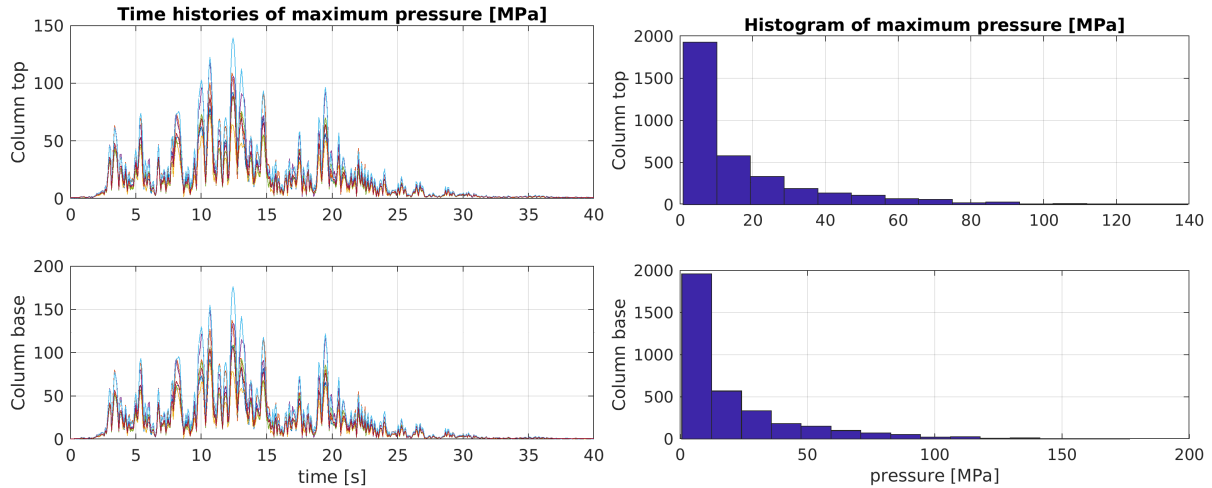 Time histories of maximum pressure [MPa]
Column top
150
100
50
0
0 5 10 15 20 25 30 35 40
Histogram of maximum pressure [MPa]
Column top
2000
1500
1000
500
0
0 20 40 60 80 100 120 140
Column base
200
150
100
50
0
0 5 10 15 20 25 30 35 40
time [s]
Column base
2000
1500
1000
500
0
0 50 100 150 200
pressure [MPa]